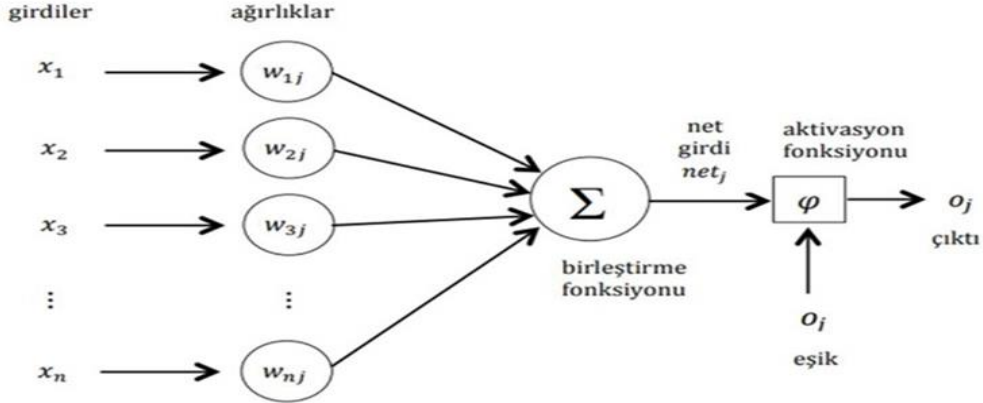 girdiler
ağırlıklar
x₁
w₁ⱼ
x₂
w₂ⱼ
x₃
w₃ⱼ
⋮
⋮
xₙ
wₙⱼ
Σ
birleştirme
fonksiyonu
net
girdi
netⱼ
aktivasyon
fonksiyonu
φ
oⱼ
çıktı
oⱼ
eşik